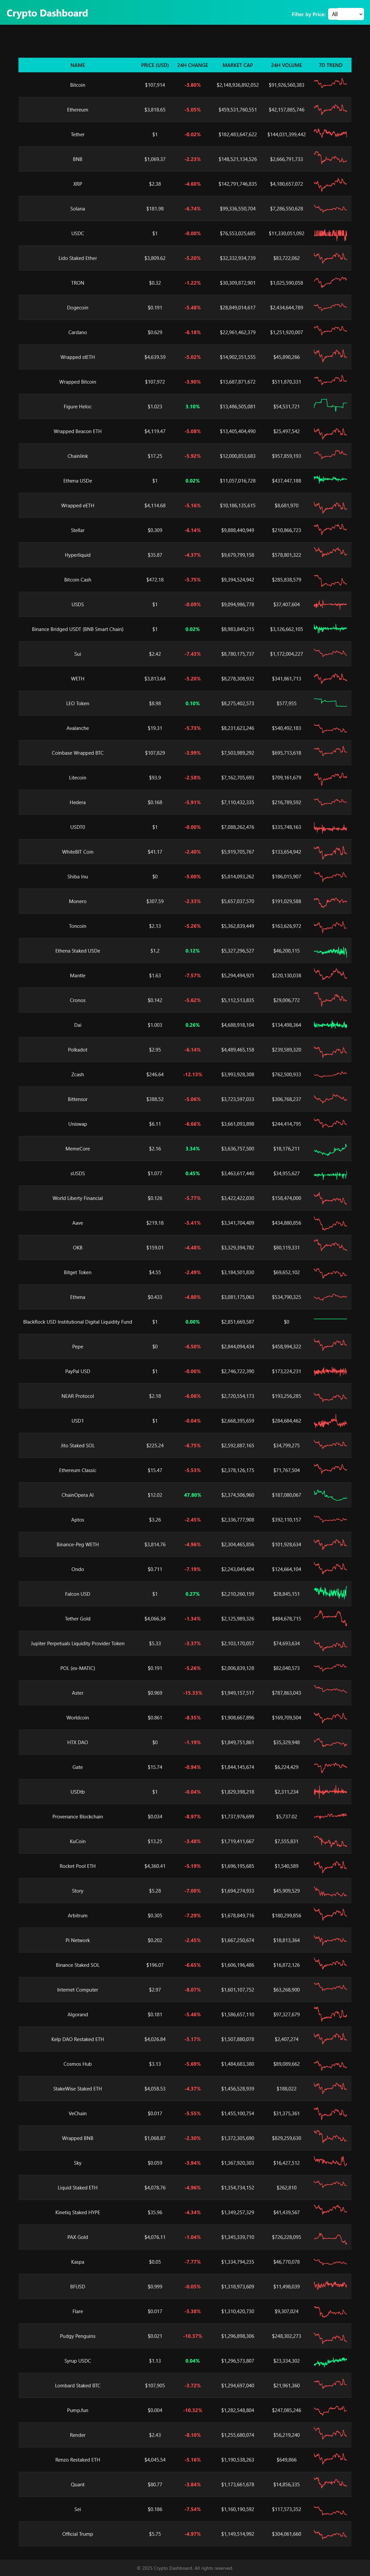 Crypto Dashboard
Filter by Price: All
NAME PRICE (USD) 24H CHANGE MARKET CAP 24H VOLUME 7D TREND
Bitcoin $107,914 -3.80% $2,148,936,892,052 $91,926,560,383
Ethereum $3,818.65 -5.05% $459,531,760,551 $42,157,885,746
Tether $1 -0.02% $182,483,647,622 $144,031,399,442
BNB $1,069.37 -2.23% $148,521,134,526 $2,666,791,733
XRP $2.38 -4.60% $142,791,746,835 $4,180,657,072
Solana $181.98 -6.74% $99,336,550,704 $7,286,550,628
USDC $1 -0.00% $76,553,025,685 $11,330,051,092
Lido Staked Ether $3,809.62 -5.20% $32,332,934,739 $83,722,062
TRON $0.32 -1.22% $30,309,872,901 $1,025,590,058
Dogecoin $0.191 -5.48% $28,849,014,617 $2,434,644,789
Cardano $0.629 -6.18% $22,961,462,379 $1,251,920,007
Wrapped stETH $4,639.59 -5.02% $14,902,351,555 $45,898,266
Wrapped Bitcoin $107,972 -3.90% $13,687,871,672 $511,870,331
Figure Heloc $1.023 3.10% $13,486,505,081 $54,531,721
Wrapped Beacon ETH $4,119.47 -5.08% $13,405,404,490 $25,497,542
Chainlink $17.25 -5.92% $12,000,853,683 $957,859,193
Ethena USDe $1 0.02% $11,057,016,728 $437,447,188
Wrapped eETH $4,114.68 -5.16% $10,186,135,615 $8,681,970
Stellar $0.309 -6.14% $9,888,440,949 $210,866,723
Hyperliquid $35.87 -4.37% $9,679,799,158 $578,801,322
Bitcoin Cash $472.18 -5.75% $9,394,524,942 $285,838,579
USDS $1 -0.09% $9,094,986,778 $37,407,604
Binance Bridged USDT (BNB Smart Chain) $1 0.02% $8,983,849,215 $3,126,662,105
Sui $2.42 -7.43% $8,780,175,737 $1,172,004,227
WETH $3,813.64 -5.20% $8,278,308,932 $341,861,713
LEO Token $8.98 0.10% $8,275,402,573 $577,955
Avalanche $19.31 -5.73% $8,231,623,246 $540,492,183
Coinbase Wrapped BTC $107,829 -3.99% $7,503,989,292 $695,713,618
Litecoin $93.9 -2.58% $7,162,705,693 $709,161,679
Hedera $0.168 -5.91% $7,110,432,335 $216,789,592
USDT0 $1 -0.00% $7,088,262,476 $335,748,163
WhiteBIT Coin $41.17 -2.40% $5,919,705,767 $133,654,942
Shiba Inu $0 -5.00% $5,814,093,262 $186,015,907
Monero $307.59 -2.33% $5,657,037,570 $191,029,588
Toncoin $2.13 -5.26% $5,362,839,449 $163,626,972
Ethena Staked USDe $1.2 0.12% $5,327,296,527 $46,200,115
Mantle $1.63 -7.57% $5,294,494,921 $220,130,038
Cronos $0.142 -5.62% $5,112,513,835 $29,006,772
Dai $1.003 0.26% $4,688,918,104 $134,498,364
Polkadot $2.95 -6.14% $4,489,465,158 $239,589,320
Zcash $246.64 -12.15% $3,993,928,308 $762,500,933
Bittensor $388.52 -5.06% $3,723,597,033 $306,768,237
Uniswap $6.11 -6.66% $3,661,093,898 $244,414,795
MemeCore $2.16 3.34% $3,636,757,500 $18,176,211
sUSDS $1.077 0.45% $3,463,617,440 $34,955,627
World Liberty Financial $0.126 -5.77% $3,422,422,030 $158,474,000
Aave $219.18 -5.41% $3,341,704,409 $434,880,856
OKB $159.01 -4.48% $3,329,394,782 $80,119,331
Bitget Token $4.55 -2.49% $3,184,501,830 $69,652,102
Ethena $0.433 -4.80% $3,081,175,063 $534,790,325
BlackRock USD Institutional Digital Liquidity Fund $1 0.00% $2,851,669,587 $0
Pepe $0 -6.50% $2,844,094,434 $458,994,322
PayPal USD $1 -0.00% $2,746,722,390 $173,224,231
NEAR Protocol $2.18 -6.06% $2,720,554,173 $193,256,285
USD1 $1 -0.04% $2,668,395,659 $284,684,462
Jito Staked SOL $225.24 -6.75% $2,592,887,165 $34,799,275
Ethereum Classic $15.47 -5.53% $2,378,126,175 $71,767,504
ChainOpera AI $12.02 47.80% $2,374,506,960 $187,080,067
Aptos $3.26 -2.45% $2,336,777,908 $392,110,157
Binance-Peg WETH $3,814.76 -4.96% $2,304,465,856 $101,928,634
Ondo $0.711 -7.19% $2,243,049,404 $124,664,104
Falcon USD $1 0.27% $2,210,260,159 $28,845,151
Tether Gold $4,066.34 -1.34% $2,125,989,326 $484,678,715
Jupiter Perpetuals Liquidity Provider Token $5.33 -3.37% $2,103,170,057 $74,693,634
POL (ex-MATIC) $0.191 -5.26% $2,006,839,128 $82,040,573
Aster $0.969 -15.33% $1,949,157,517 $787,863,043
Worldcoin $0.861 -8.35% $1,908,667,896 $169,709,504
HTX DAO $0 -1.19% $1,849,751,861 $35,329,948
Gate $15.74 -0.94% $1,844,145,674 $6,224,429
USDtb $1 -0.04% $1,829,398,218 $2,311,234
Provenance Blockchain $0.034 -8.97% $1,737,976,699 $5,737.02
KuCoin $13.25 -3.48% $1,719,411,667 $7,555,831
Rocket Pool ETH $4,360.41 -5.19% $1,696,195,685 $1,540,589
Story $5.28 -7.00% $1,694,274,933 $45,909,529
Arbitrum $0.305 -7.28% $1,678,849,716 $180,299,856
Pi Network $0.202 -2.45% $1,667,250,674 $18,813,364
Binance Staked SOL $196.07 -6.65% $1,606,196,486 $16,872,126
Internet Computer $2.97 -8.07% $1,601,107,752 $63,268,900
Algorand $0.181 -5.46% $1,586,657,110 $97,327,679
Kelp DAO Restaked ETH $4,026.84 -5.17% $1,507,880,078 $2,407,274
Cosmos Hub $3.13 -5.69% $1,484,683,380 $89,089,662
StakeWise Staked ETH $4,058.53 -4.37% $1,456,528,939 $188,022
VeChain $0.017 -5.55% $1,455,100,754 $31,375,361
Wrapped BNB $1,068.87 -2.30% $1,372,305,690 $829,259,630
Sky $0.059 -3.94% $1,367,920,303 $16,427,512
Liquid Staked ETH $4,078.76 -4.96% $1,354,734,152 $262,810
Kinetiq Staked HYPE $35.96 -4.34% $1,349,257,329 $41,439,567
PAX Gold $4,076.11 -1.04% $1,345,339,710 $726,228,095
Kaspa $0.05 -7.77% $1,334,794,235 $46,770,078
BFUSD $0.999 -0.05% $1,318,973,609 $11,498,039
Flare $0.017 -5.38% $1,310,420,730 $9,307,024
Pudgy Penguins $0.021 -10.37% $1,296,898,306 $248,302,273
Syrup USDC $1.13 0.04% $1,296,573,807 $23,334,302
Lombard Staked BTC $107,905 -3.72% $1,294,697,040 $21,961,360
Pump.fun $0.004 -10.32% $1,282,548,804 $247,085,246
Render $2.43 -8.10% $1,255,680,074 $56,219,240
Renzo Restaked ETH $4,045.54 -5.16% $1,190,538,263 $649,866
Quant $80.77 -3.84% $1,173,661,678 $14,856,335
Sei $0.186 -7.54% $1,160,190,592 $117,573,352
Official Trump $5.75 -4.97% $1,149,514,992 $304,061,660
© 2025 Crypto Dashboard. All rights reserved.